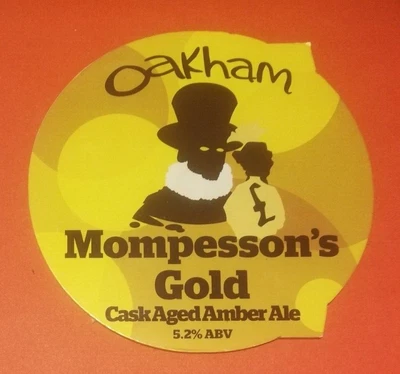 Oakham
£
Mompesson's
Gold
Cask Aged Amber Ale
5.2% ABV